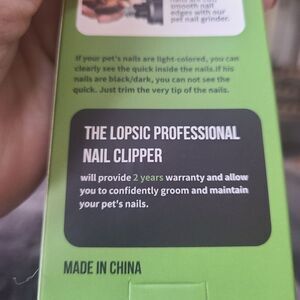 smooth nail
edges with our
pet nail grinder.
If your pet's nails are light-colored, you can
clearly see the quick inside the nails.if his
nails are black/dark, you can not see the
quick. Just trim the very tip of the nails.
THE LOPSIC PROFESSIONAL
NAIL CLIPPER
will provide 2 years warranty and allow
you to confidently groom and maintain
your pet's nails.
MADE IN CHINA